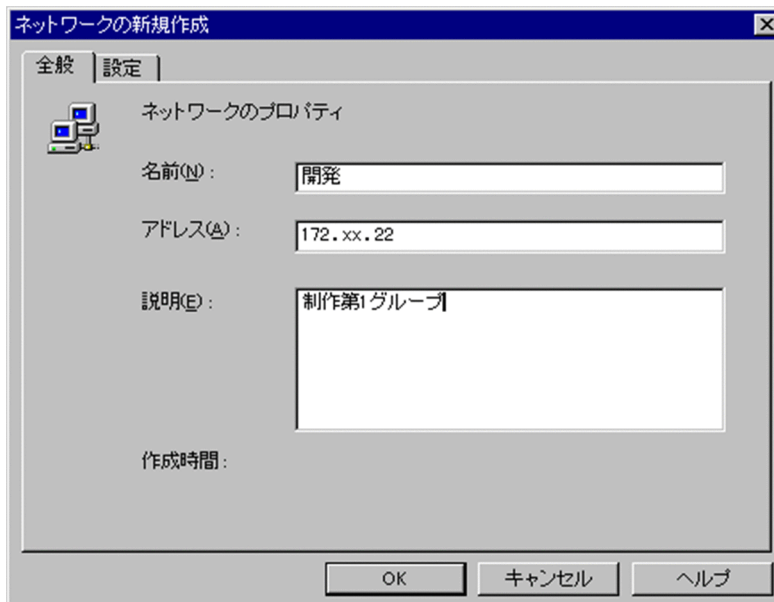 ネットワークの新規作成
全般 設定
ネットワークのプロパティ
名前(N): 開発
アドレス(A): 172.xx.22
説明(E): 制作第1グループ
作成時間:
OK キャンセル ヘルプ